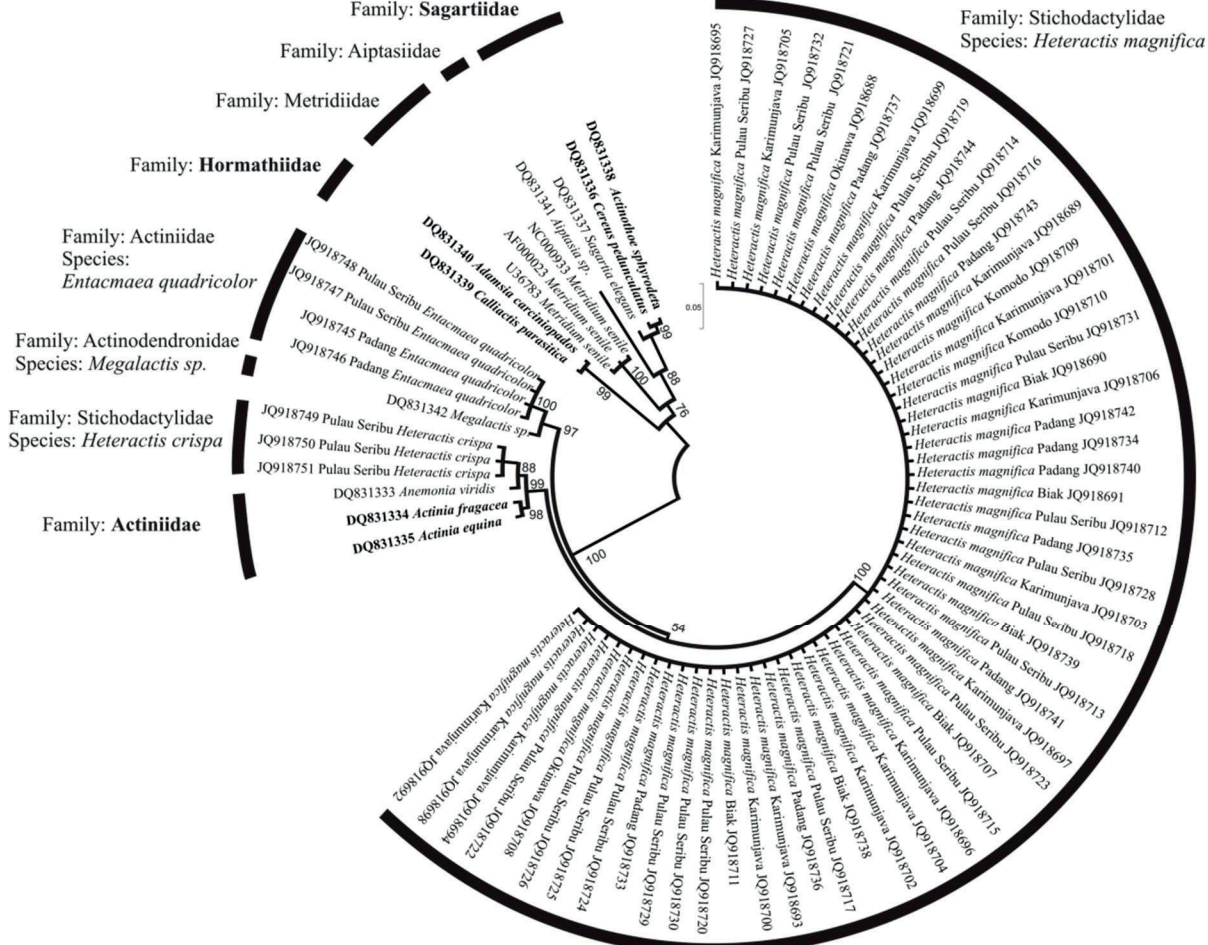 Family: Sagartiidae
Family: Aiptasiidae
Family: Metridiidae
Family: Hormathiidae
Family: Actiniidae
Species:
Entacmaea quadricolor
Family: Actinodendronidae
Species: Megalactis sp.
Family: Stichodactylidae
Species: Heteractis crispa
Family: Actiniidae
Family: Stichodactylidae
Species: Heteractis magnifica
DQ831338 Actinothoe sphyrodeta
DQ831336 Cereus pedunculatus
DQ831337 Sagartia elegans
DQ831341 Aiptasia sp.
NC000933 Metridium senile
AF000023 Metridium senile
U36783 Metridium senile
DQ831340 Adamsia carciniopados
DQ831339 Calliactis parasitica
JQ918748 Pulau Seribu Entacmaea quadricolor
JQ918747 Pulau Seribu Entacmaea quadricolor
JQ918745 Padang Entacmaea quadricolor
JQ918746 Padang Entacmaea quadricolor
DQ831342 Megalactis sp.
JQ918749 Pulau Seribu Heteractis crispa
JQ918750 Pulau Seribu Heteractis crispa
JQ918751 Pulau Seribu Heteractis crispa
DQ831333 Anemonia viridis
DQ831334 Actinia fragacea
DQ831335 Actinia equina
99
88
76
100
99
100
97
88
99
98
100
54
100
0.05
Heteractis magnifica Karimunjava JQ918695
Heteractis magnifica Pulau Seribu JQ918727
Heteractis magnifica Karimunjava JQ918705
Heteractis magnifica Pulau Seribu JQ918732
Heteractis magnifica Pulau Seribu JQ918721
Heteractis magnifica Okinawa JQ918688
Heteractis magnifica Padang JQ918737
Heteractis magnifica Karimunjava JQ918699
Heteractis magnifica Pulau Seribu JQ918719
Heteractis magnifica Padang JQ918744
Heteractis magnifica Pulau Seribu JQ918714
Heteractis magnifica Pulau Seribu JQ918716
Heteractis magnifica Padang JQ918743
Heteractis magnifica Karimunjava JQ918689
Heteractis magnifica Komodo JQ918709
Heteractis magnifica Karimunjava JQ918701
Heteractis magnifica Komodo JQ918710
Heteractis magnifica Pulau Seribu JQ918731
Heteractis magnifica Biak JQ918690
Heteractis magnifica Karimunjava JQ918706
Heteractis magnifica Padang JQ918742
Heteractis magnifica Padang JQ918734
Heteractis magnifica Padang JQ918740
Heteractis magnifica Biak JQ918691
Heteractis magnifica Pulau Seribu JQ918712
Heteractis magnifica Padang JQ918735
Heteractis magnifica Pulau Seribu JQ918728
Heteractis magnifica Karimunjava JQ918703
Heteractis magnifica Pulau Seribu JQ918718
Heteractis magnifica Biak JQ918739
Heteractis magnifica Pulau Seribu JQ918713
Heteractis magnifica Padang JQ918741
Heteractis magnifica Karimunjava JQ918697
Heteractis magnifica Pulau Seribu JQ918723
Heteractis magnifica Biak JQ918707
Heteractis magnifica Pulau Seribu JQ918715
Heteractis magnifica Karimunjava JQ918696
Heteractis magnifica Karimunjava JQ918704
Heteractis magnifica Karimunjava JQ918702
Heteractis magnifica Biak JQ918738
Heteractis magnifica Pulau Seribu JQ918717
Heteractis magnifica Padang JQ918736
Heteractis magnifica Karimunjava JQ918693
Heteractis magnifica Karimunjava JQ918700
Heteractis magnifica Biak JQ918711
Heteractis magnifica Pulau Seribu JQ918720
Heteractis magnifica Pulau Seribu JQ918730
Heteractis magnifica Pulau Seribu JQ918729
Heteractis magnifica Padang JQ918733
Heteractis magnifica Pulau Seribu JQ918724
Heteractis magnifica Pulau Seribu JQ918725
Heteractis magnifica Pulau Seribu JQ918726
Heteractis magnifica Okinawa JQ918708
Heteractis magnifica Pulau Seribu JQ918722
Heteractis magnifica Karimunjava JQ918694
Heteractis magnifica Karimunjava JQ918698
Heteractis magnifica Karimunjava JQ918692